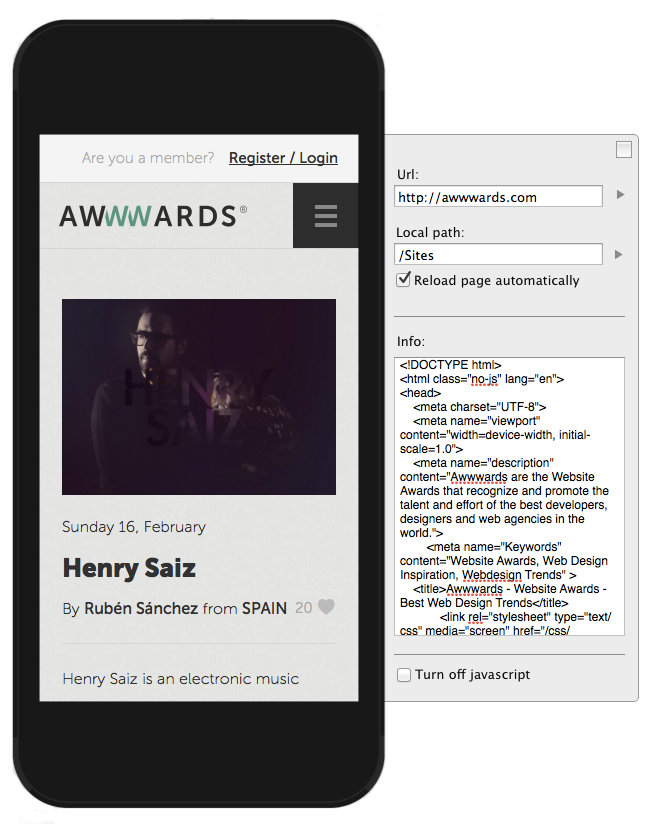 Are you a member? Register / Login
AWWWARDS®
HENRY
SAIZ
Sunday 16, February
Henry Saiz
By Rubén Sánchez from SPAIN 20
Henry Saiz is an electronic music
Url:
http://awwwards.com
Local path:
/Sites
Reload page automatically
Info:
<!DOCTYPE html>
<html class="no-js" lang="en">
<head>
<meta charset="UTF-8">
<meta name="viewport"
content="width=device-width, initial-
scale=1.0">
<meta name="description"
content="Awwwards are the Website
Awards that recognize and promote the
talent and effort of the best developers,
designers and web agencies in the
world.">
<meta name="Keywords"
content="Website Awards, Web Design
Inspiration, Webdesign Trends" >
<title>Awwwards - Website Awards -
Best Web Design Trends</title>
<link rel="stylesheet" type="text/
css" media="screen" href="/css/
Turn off javascript